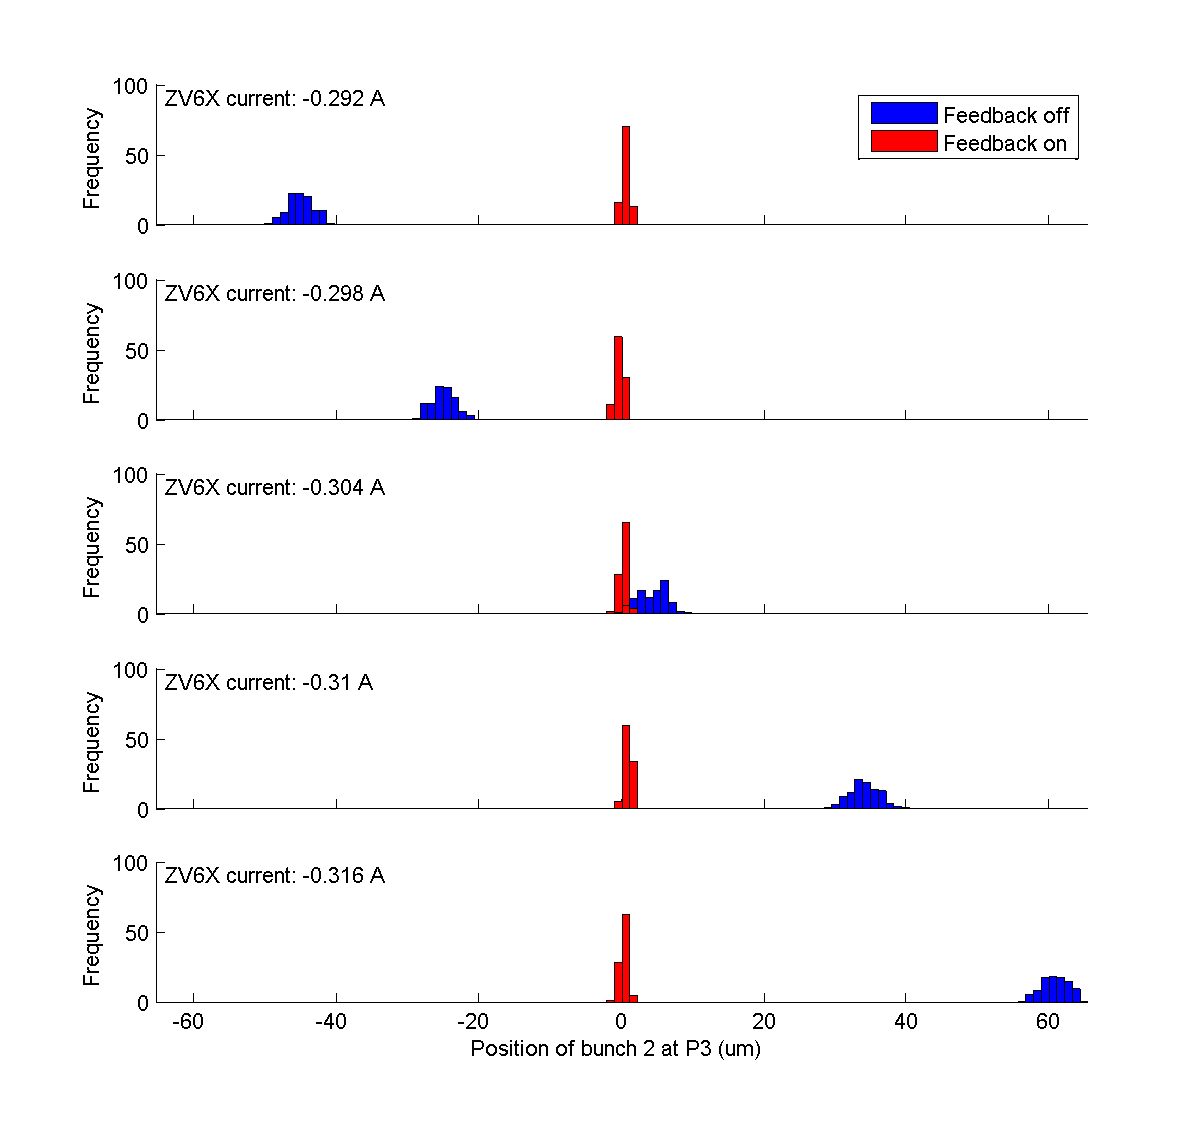 100
ZV6X current: -0.292 A
Feedback off
Feedback on
50
0
Frequency
100
ZV6X current: -0.298 A
50
0
Frequency
100
ZV6X current: -0.304 A
50
0
Frequency
100
ZV6X current: -0.31 A
50
0
Frequency
100
ZV6X current: -0.316 A
50
0
Frequency
-60 -40 -20 0 20 40 60
Position of bunch 2 at P3 (um)